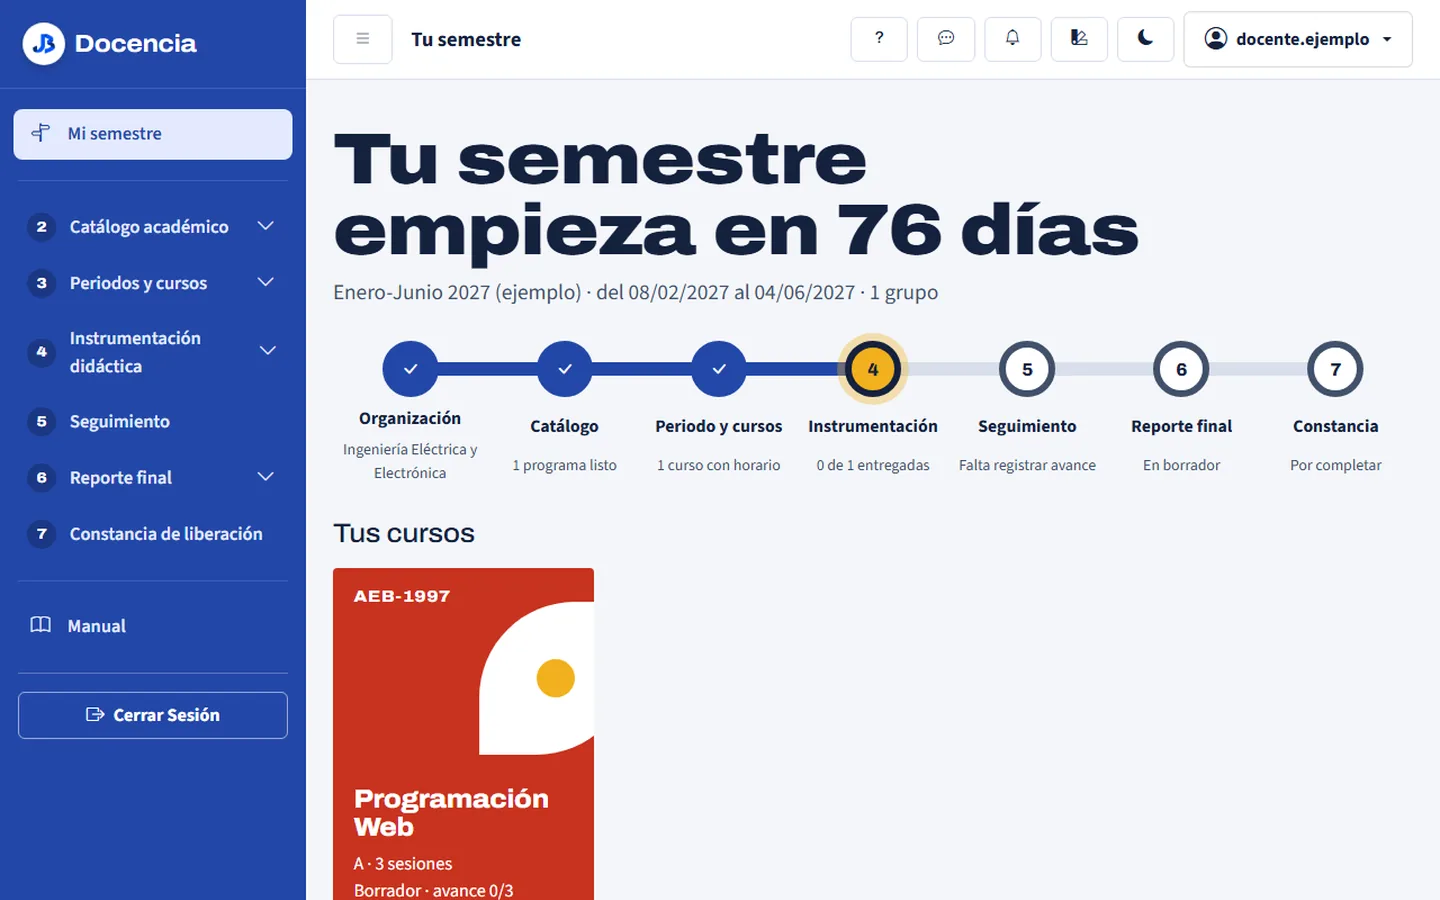 JB Docencia
Tu semestre
?
docente.ejemplo
Mi semestre
2 Catálogo académico
3 Periodos y cursos
4 Instrumentación
didáctica
5 Seguimiento
6 Reporte final
7 Constancia de liberación
Manual
Cerrar Sesión
Tu semestre
empieza en 76 días
Enero-Junio 2027 (ejemplo) · del 08/02/2027 al 04/06/2027 · 1 grupo
4 5 6 7
Organización
Ingeniería Eléctrica y
Electrónica
Catálogo
1 programa listo
Periodo y cursos
1 curso con horario
Instrumentación
0 de 1 entregadas
Seguimiento
Falta registrar avance
Reporte final
En borrador
Constancia
Por completar
Tus cursos
AEB-1997
Programación
Web
A · 3 sesiones
Borrador · avance 0/3